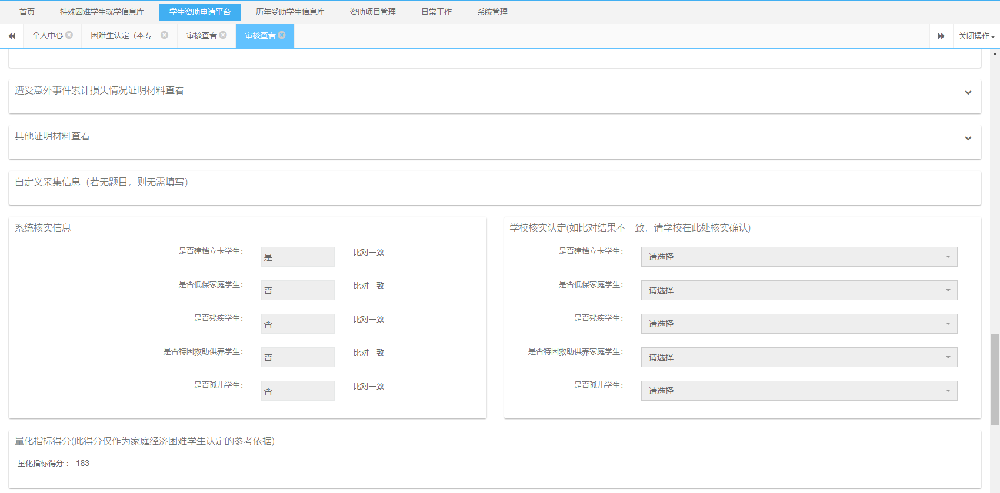 首页 特殊困难学生就学信息库 学生资助申请平台 历年受助学生信息库 资助项目管理 日常工作 系统管理
个人中心 困难生认定（本专... 审核查看 审核查看 关闭操作
遭受意外事件累计损失情况证明材料查看
其他证明材料查看
自定义采集信息（若无题目，则无需填写）
系统核实信息
是否建档立卡学生： 是 比对一致
是否低保家庭学生： 否 比对一致
是否残疾学生： 否 比对一致
是否特困救助供养学生： 否 比对一致
是否孤儿学生： 否 比对一致
学校核实认定(如比对结果不一致，请学校在此处核实确认)
是否建档立卡学生： 请选择
是否低保家庭学生： 请选择
是否残疾学生： 请选择
是否特困救助供养家庭学生： 请选择
是否孤儿学生： 请选择
量化指标得分(此得分仅作为家庭经济困难学生认定的参考依据)
量化指标得分： 183